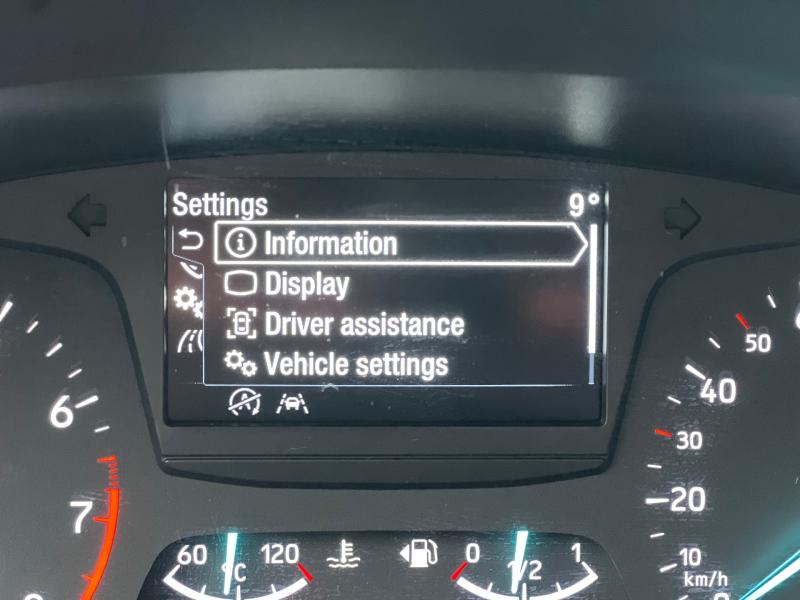 Settings 9°
Information
Display
Driver assistance
Vehicle settings
6
7
50
40
30
20
10
km/h
0
60 120
°C
0 1/2 1